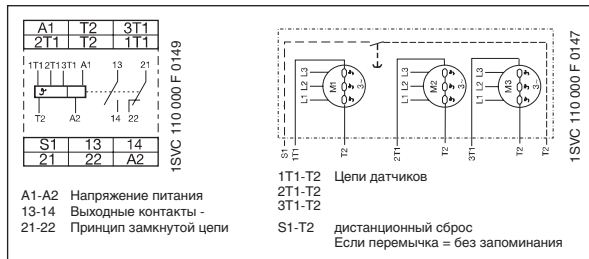 A1 T2 3T1
2T1 T2 1T1
1T1 2T1 3T1 A1 13 21
T2 A2 14 22
S1 13 14
21 22 A2
1SVC 110 000 F 0149
A1-A2 Напряжение питания
13-14 Выходные контакты -
21-22 Принцип замкнутой цепи
L1 L2 L3 M1 3~
L1 L2 L3 M2 3~
L1 L2 L3 M3 3~
S1 1T1 T2 2T1 T2 3T1 T2 T2
1SVC 110 000 F 0147
1T1-T2 Цепи датчиков
2T1-T2
3T1-T2
S1-T2 дистанционный сброс
Если перемычка = без запоминания